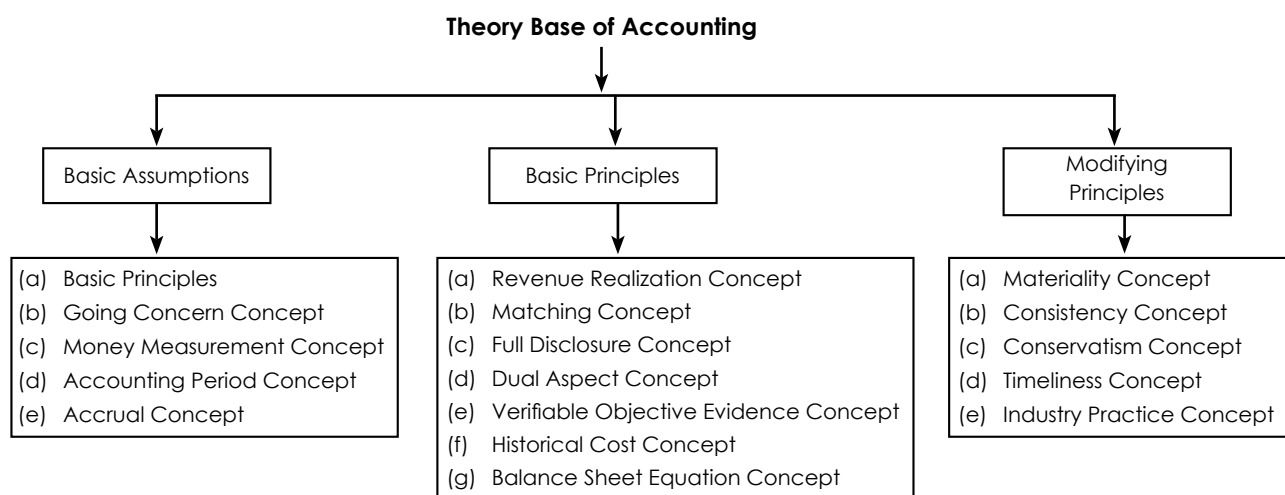 Theory Base of Accounting
Basic Assumptions
(a) Basic Principles
(b) Going Concern Concept
(c) Money Measurement Concept
(d) Accounting Period Concept
(e) Accrual Concept
Basic Principles
(a) Revenue Realization Concept
(b) Matching Concept
(c) Full Disclosure Concept
(d) Dual Aspect Concept
(e) Verifiable Objective Evidence Concept
(f) Historical Cost Concept
(g) Balance Sheet Equation Concept
Modifying
Principles
(a) Materiality Concept
(b) Consistency Concept
(c) Conservatism Concept
(d) Timeliness Concept
(e) Industry Practice Concept